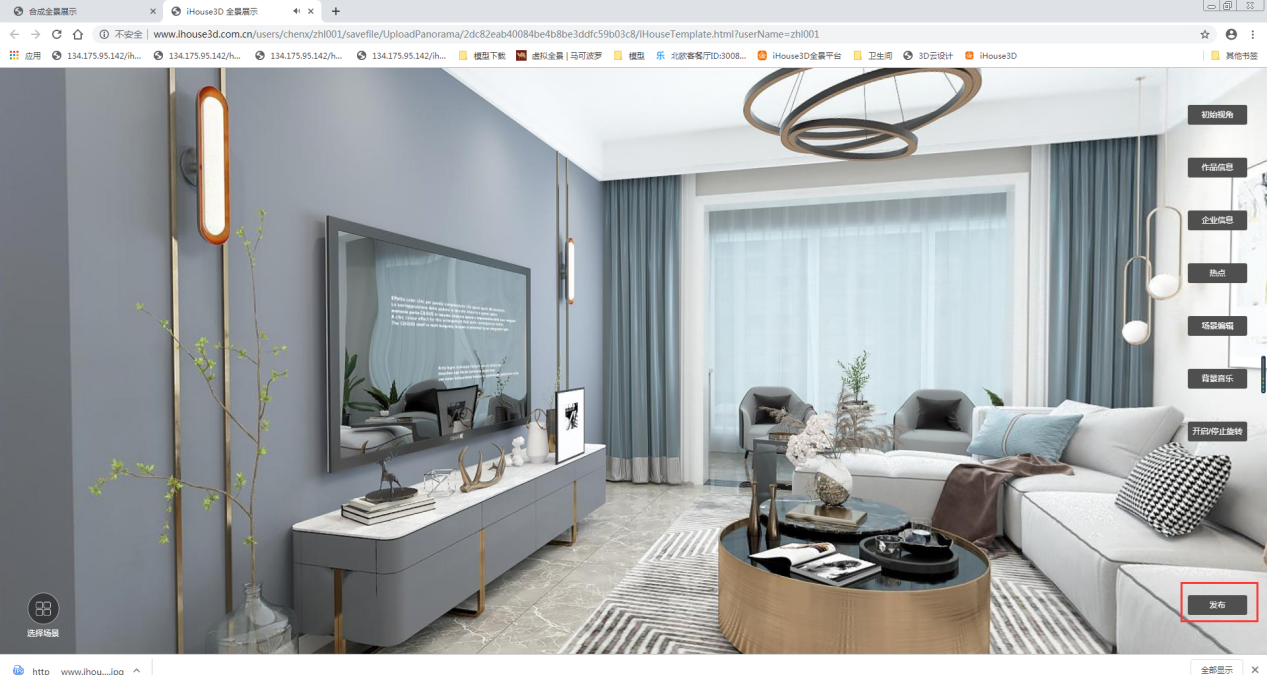 合成全景展示
iHouse3D 全景展示
不安全
www.ihouse3d.com.cn/users/chenx/zhl001/savefile/UploadPanorama/2dc82eab40084be4b8be3ddfc59b03c8/IHouseTemplate.html?userName=zhl001
应用
134.175.95.142/ih...
134.175.95.142/h...
134.175.95.142/h...
134.175.95.142/ih...
模型下载
虚拟全景 | 马可波罗
模型
北欧客餐厅ID:3008...
iHouse3D全景平台
卫生间
3D云设计
iHouse3D
其他书签
初始视角
作品信息
企业信息
热点
场景编辑
背景音乐
开启/停止旋转
发布
选择场景
http
www.ihou....jpg
全部显示